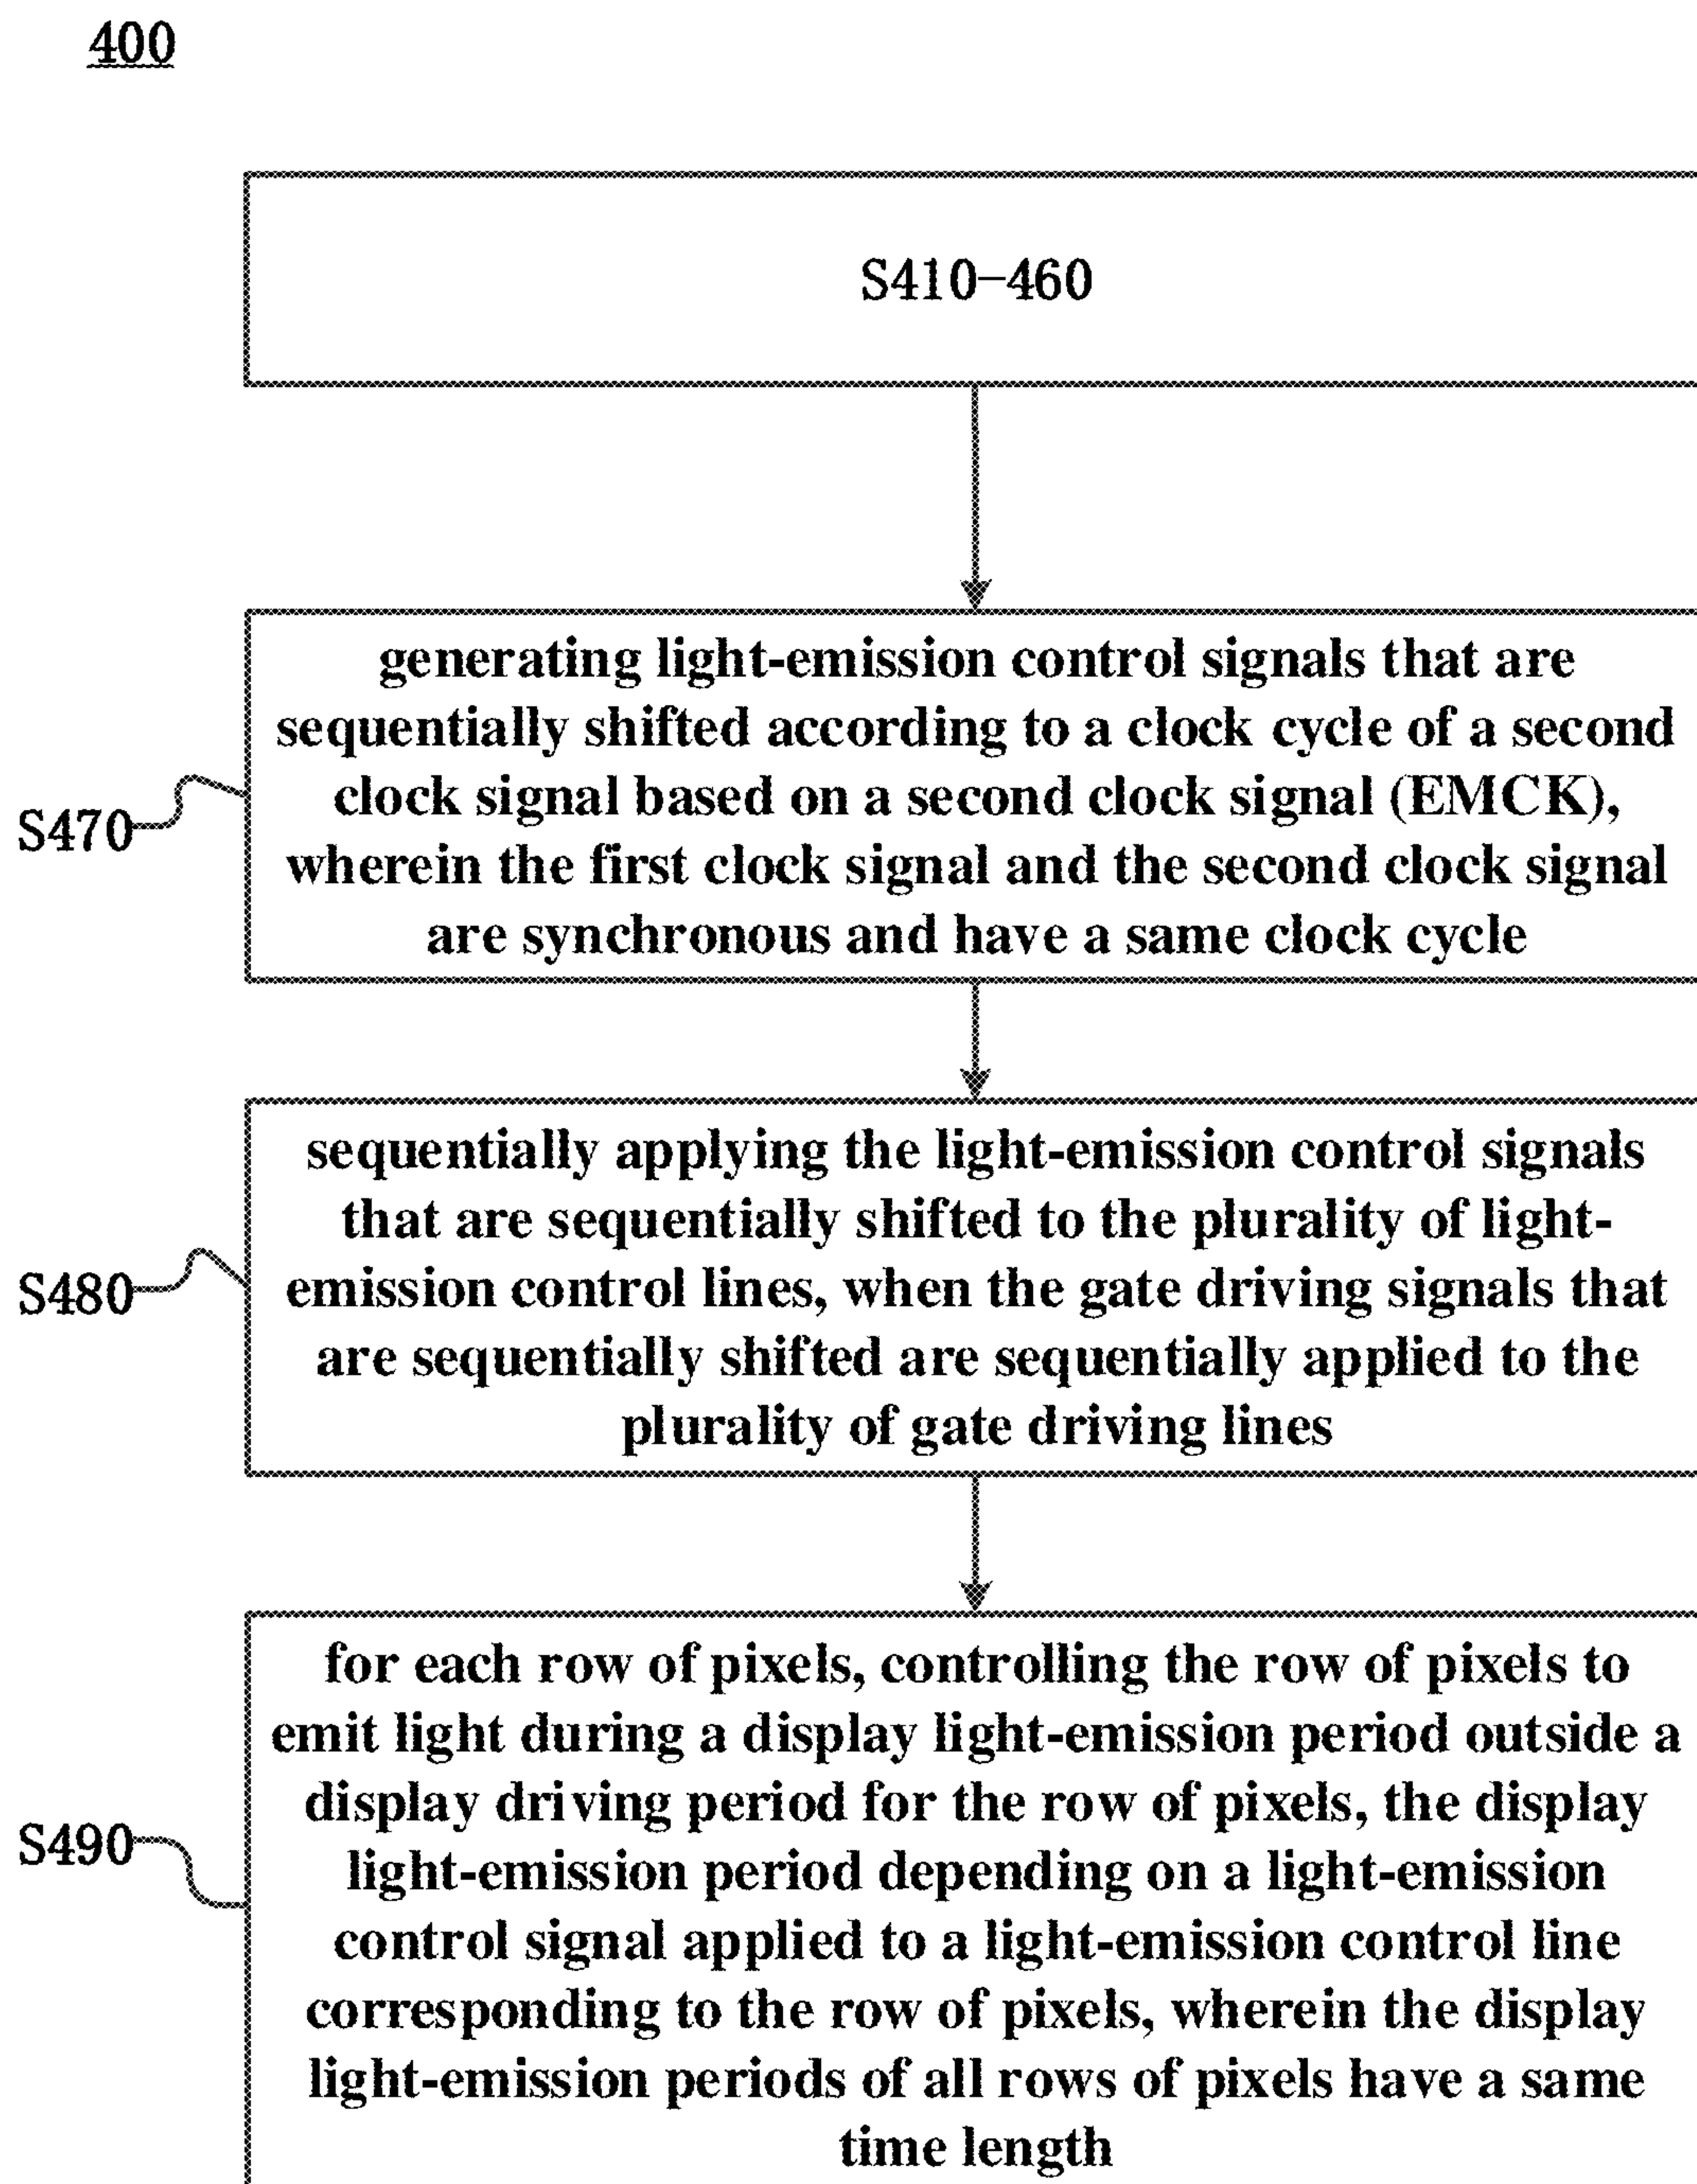 400
S410-460
generating light-emission control signals that are
sequentially shifted according to a clock cycle of a second
clock signal based on a second clock signal (EMCK),
wherein the first clock signal and the second clock signal
are synchronous and have a same clock cycle
S470
sequentially applying the light-emission control signals
that are sequentially shifted to the plurality of light-
emission control lines, when the gate driving signals that
are sequentially shifted are sequentially applied to the
plurality of gate driving lines
S480
for each row of pixels, controlling the row of pixels to
emit light during a display light-emission period outside a
display driving period for the row of pixels, the display
light-emission period depending on a light-emission
control signal applied to a light-emission control line
corresponding to the row of pixels, wherein the display
light-emission periods of all rows of pixels have a same
time length
S490